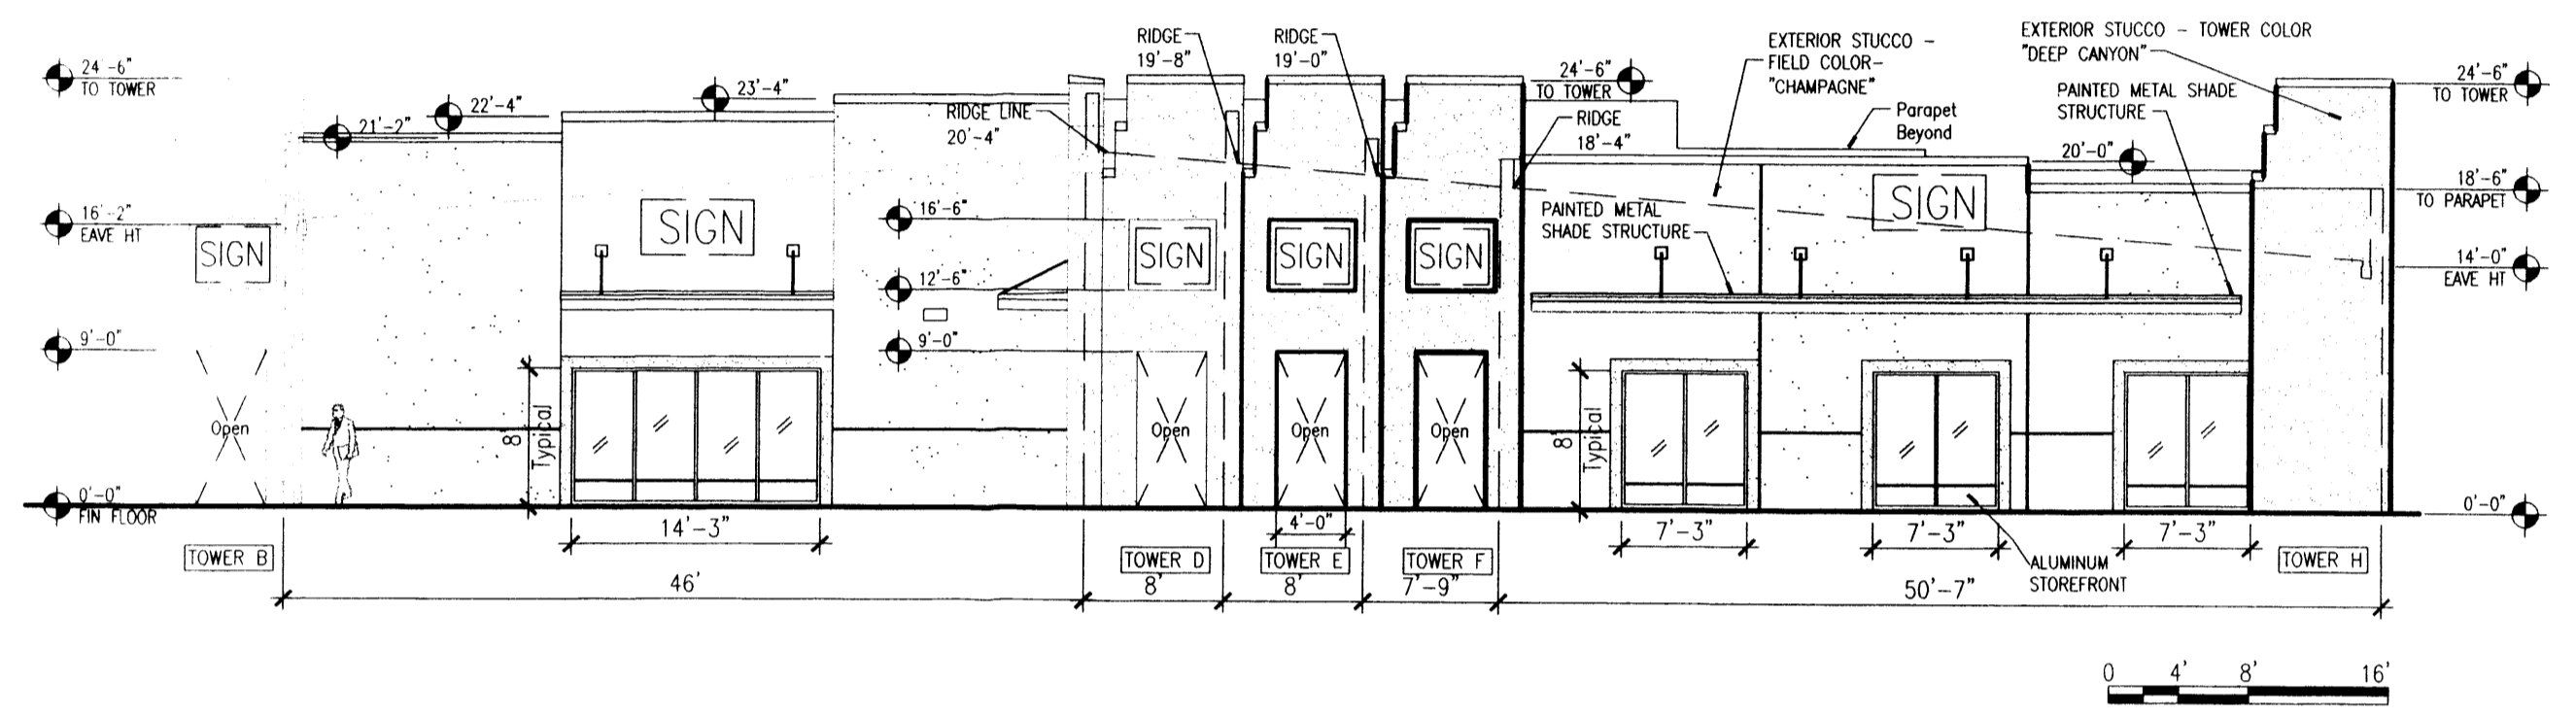 24'-6"
TO TOWER
22'-4"
21'-2"
23'-4"
16'-2"
EAVE HT
SIGN
9'-0"
Open
0'-0"
FIN FLOOR
TOWER B
SIGN
8'
Typical
14'-3"
46'
RIDGE LINE
20'-4"
16'-6"
12'-6"
9'-0"
RIDGE
19'-8"
RIDGE
19'-0"
SIGN
SIGN
SIGN
Open
Open
Open
4'-0"
TOWER D
TOWER E
TOWER F
8'
8'
7'-9"
24'-6"
TO TOWER
RIDGE
18'-4"
EXTERIOR STUCCO -
FIELD COLOR-
"CHAMPAGNE"
Parapet
Beyond
PAINTED METAL
SHADE STRUCTURE
SIGN
EXTERIOR STUCCO - TOWER COLOR
"DEEP CANYON"
PAINTED METAL SHADE
STRUCTURE
20'-0"
8'
Typical
7'-3"
7'-3"
7'-3"
ALUMINUM
STOREFRONT
TOWER H
50'-7"
24'-6"
TO TOWER
18'-6"
TO PARAPET
14'-0"
EAVE HT
0'-0"
0 4' 8' 16'